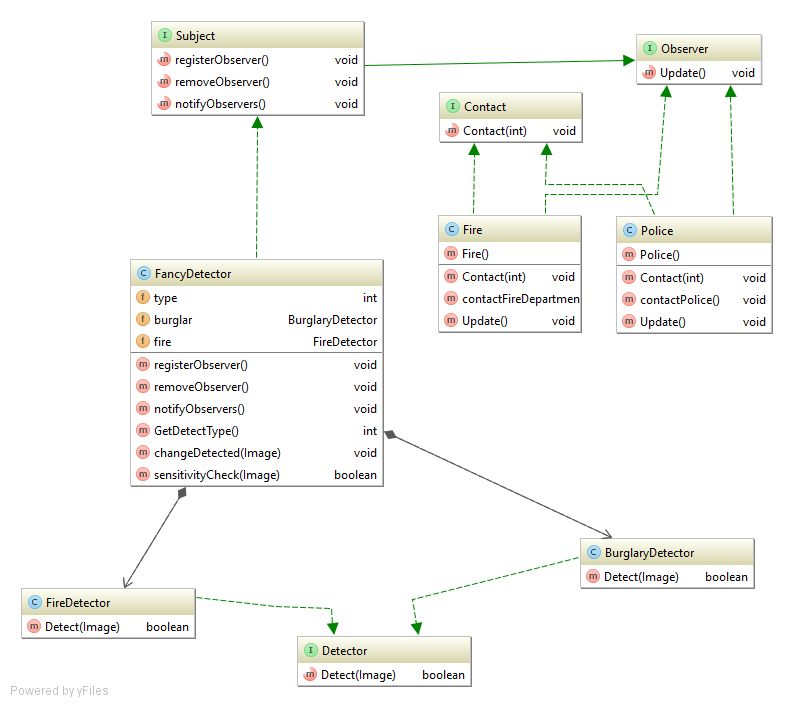 I Subject
m registerObserver() void
m removeObserver() void
m notifyObservers() void
I Observer
m Update() void
I Contact
m Contact(int) void
C Fire
m Fire()
m Contact(int) void
m contactFireDepartmen
m Update() void
C Police
m Police()
m Contact(int) void
m contactPolice() void
m Update() void
C FancyDetector
f type int
f burglar BurglaryDetector
f fire FireDetector
m registerObserver() void
m removeObserver() void
m notifyObservers() void
m GetDetectType() int
m changeDetected(Image) void
m sensitivityCheck(Image) boolean
C BurglaryDetector
m Detect(Image) boolean
C FireDetector
m Detect(Image) boolean
I Detector
m Detect(Image) boolean
Powered by yFiles